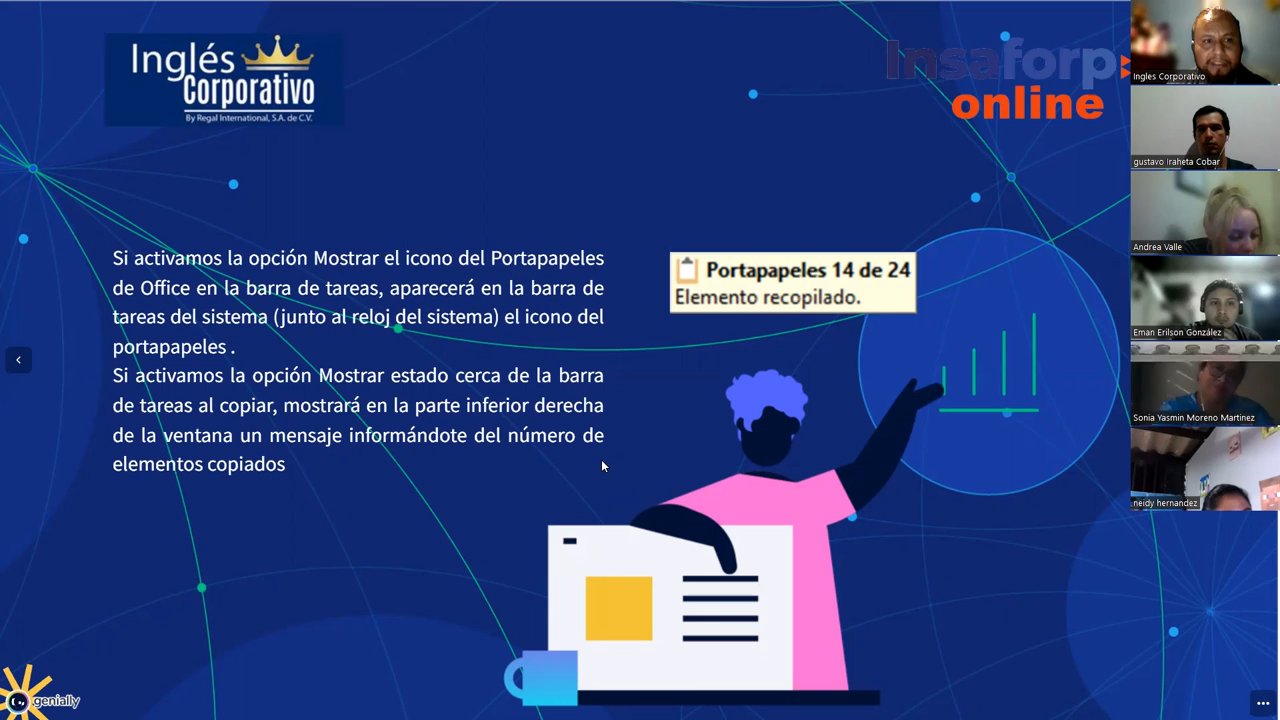 Inglés
Corporativo
By Regal International, S.A. de C.V.
Insaforp
online
Si activamos la opción Mostrar el icono del Portapapeles
de Office en la barra de tareas, aparecerá en la barra de
tareas del sistema (junto al reloj del sistema) el icono del
portapapeles .
Si activamos la opción Mostrar estado cerca de la barra
de tareas al copiar, mostrará en la parte inferior derecha
de la ventana un mensaje informándote del número de
elementos copiados
Portapapeles 14 de 24
Elemento recopilado.
Ingles Corporativo
gustavo Iraheta Cobar
Andrea Valle
Eman Erilson González
Sonia Yasmin Moreno Martinez
neidy hernandez
genially